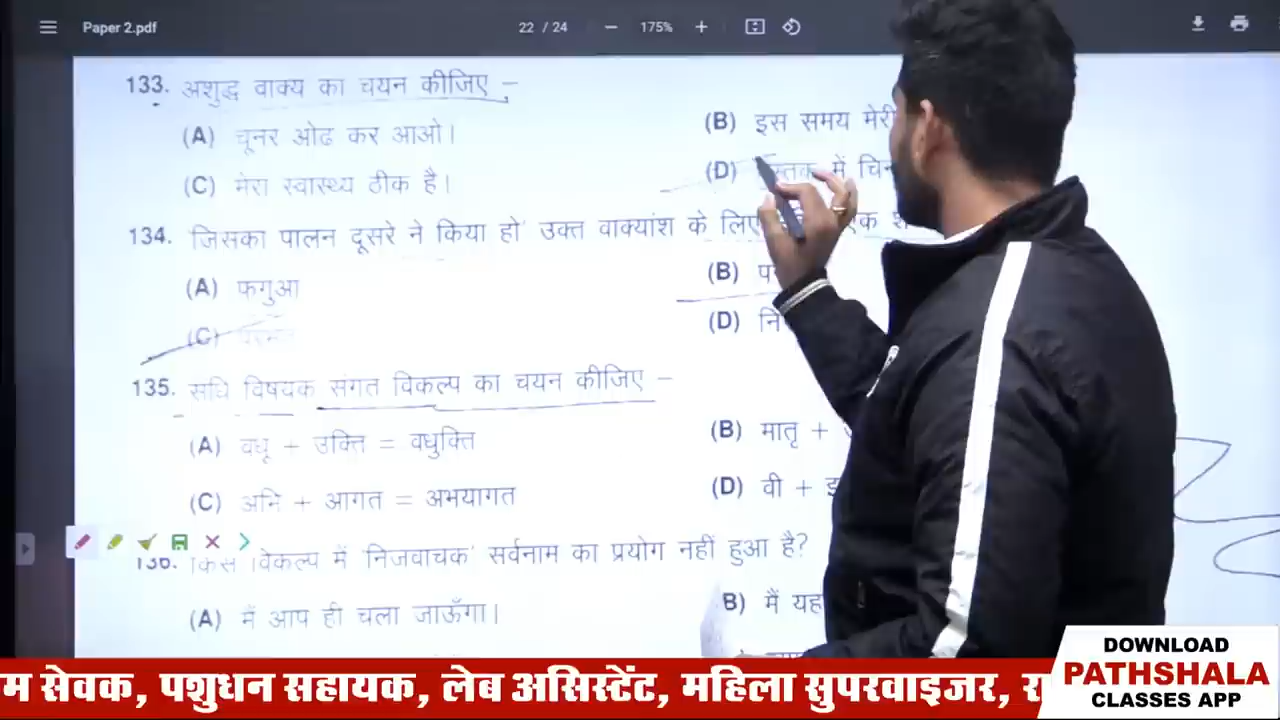 Paper 2.pdf
22 / 24
175%
133. अशुद्ध वाक्य का चयन कीजिए –
(A) चूनर ओढ कर आओ।
(B) इस समय मेरी
(C) मेरा स्वास्थ्य ठीक है।
(D) में
134. जिसका पालन दूसरे ने किया हो' उक्त वाक्यांश के लिए एक
(A) फगुआ
(B)
(C)
(D)
135. संधि विषयक संगत विकल्प का चयन कीजिए –
(A) वधू + उक्ति = वधुक्ति
(B) मातृ +
(C) अभि + आगत = अभयागत
(D) वी +
136. किस विकल्प में 'निजवाचक' सर्वनाम का प्रयोग नहीं हुआ है?
(A) मैं आप ही चला जाऊँगा।
B) मैं यह
म सेवक, पशुधन सहायक, लेब असिस्टेंट, महिला सुपरवाइजर,
DOWNLOAD
PATHSHALA
CLASSES APP